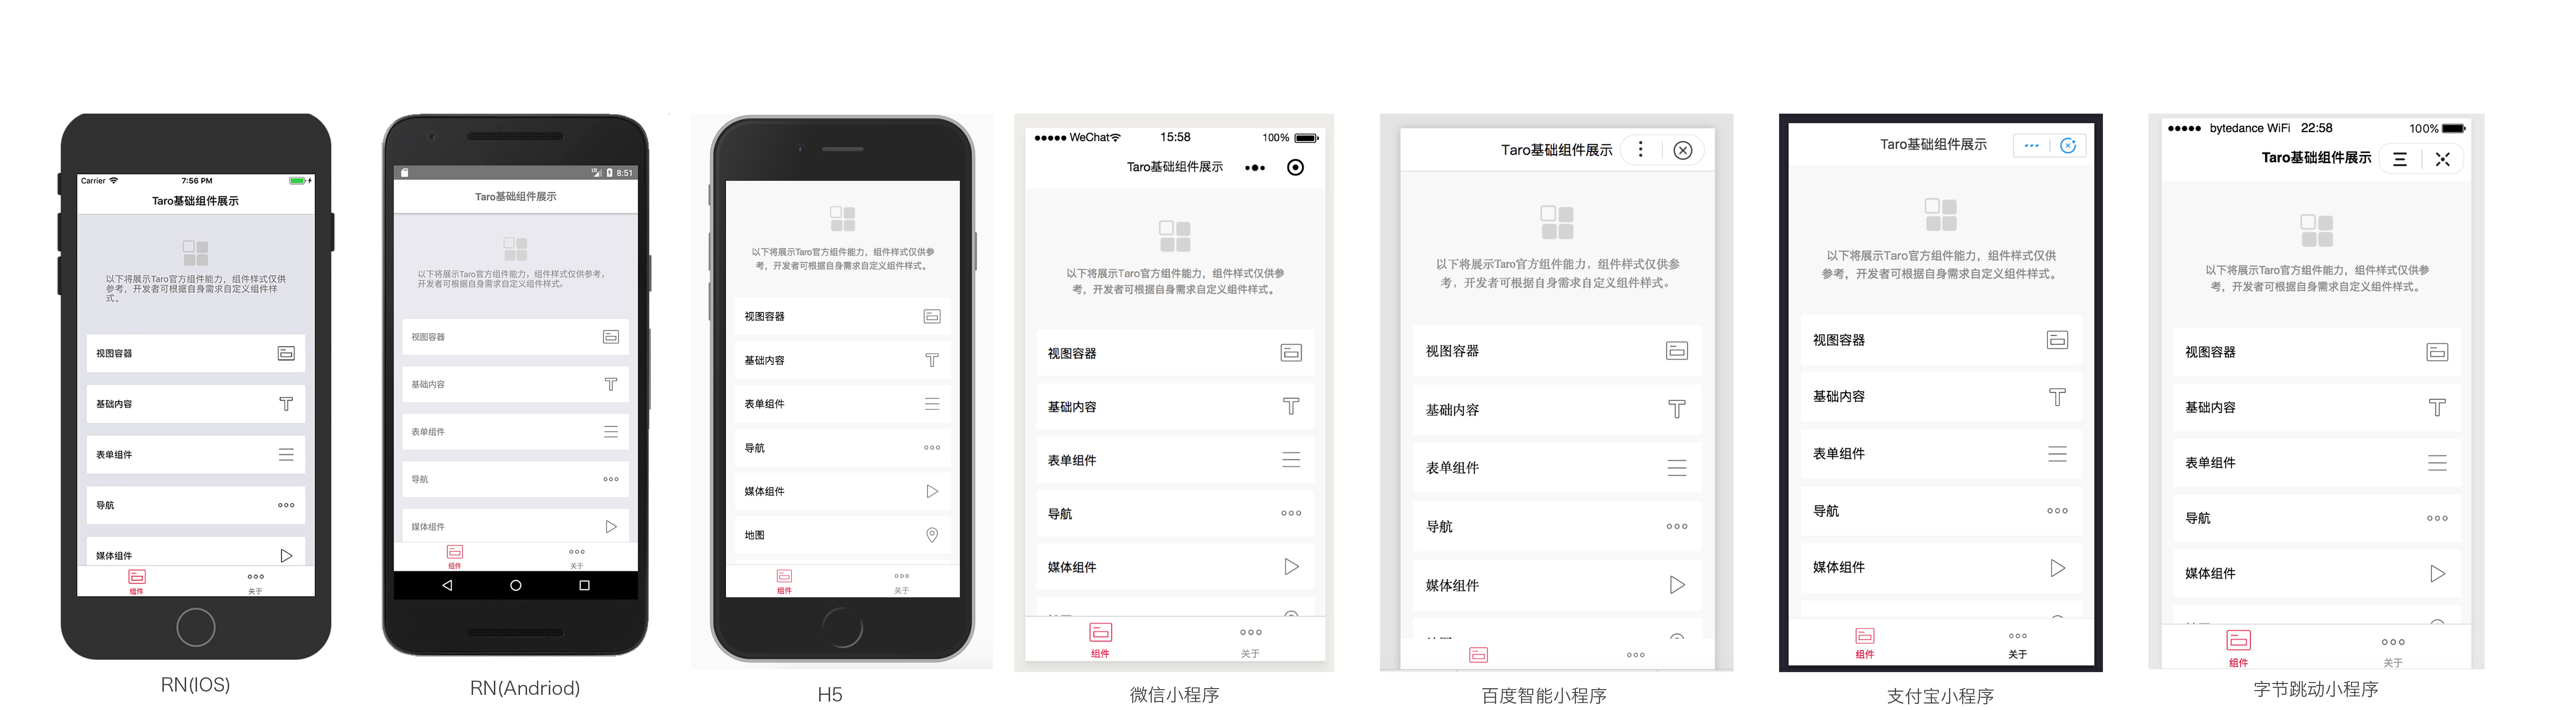 Carrier 7:56 PM
Taro基础组件展示
以下将展示Taro官方组件能力，组件样式仅供
参考，开发者可根据自身需求自定义组件样
式。
视图容器
基础内容
表单组件
导航
媒体组件
组件 关于
RN(IOS)
8:51
Taro基础组件展示
以下将展示Taro官方组件能力，组件样式仅供参考，
开发者可根据自身需求自定义组件样式。
视图容器
基础内容
表单组件
导航
媒体组件
组件 关于
RN(Andriod)
以下将展示Taro官方组件能力，组件样式仅供参
考，开发者可根据自身需求自定义组件样式。
视图容器
基础内容
表单组件
导航
媒体组件
地图
组件 关于
H5
WeChat 15:58 100%
Taro基础组件展示
以下将展示Taro官方组件能力，组件样式仅供参
考，开发者可根据自身需求自定义组件样式。
视图容器
基础内容
表单组件
导航
媒体组件
组件 关于
微信小程序
Taro基础组件展示
以下将展示Taro官方组件能力，组件样式仅供参
考，开发者可根据自身需求自定义组件样式。
视图容器
基础内容
表单组件
导航
媒体组件
百度智能小程序
Taro基础组件展示
以下将展示Taro官方组件能力，组件样式仅供
参考，开发者可根据自身需求自定义组件样式。
视图容器
基础内容
表单组件
导航
媒体组件
组件 关于
支付宝小程序
bytedance WiFi 22:58 100%
Taro基础组件展示
以下将展示Taro官方组件能力，组件样式仅供参
考，开发者可根据自身需求自定义组件样式。
视图容器
基础内容
表单组件
导航
媒体组件
组件 关于
字节跳动小程序